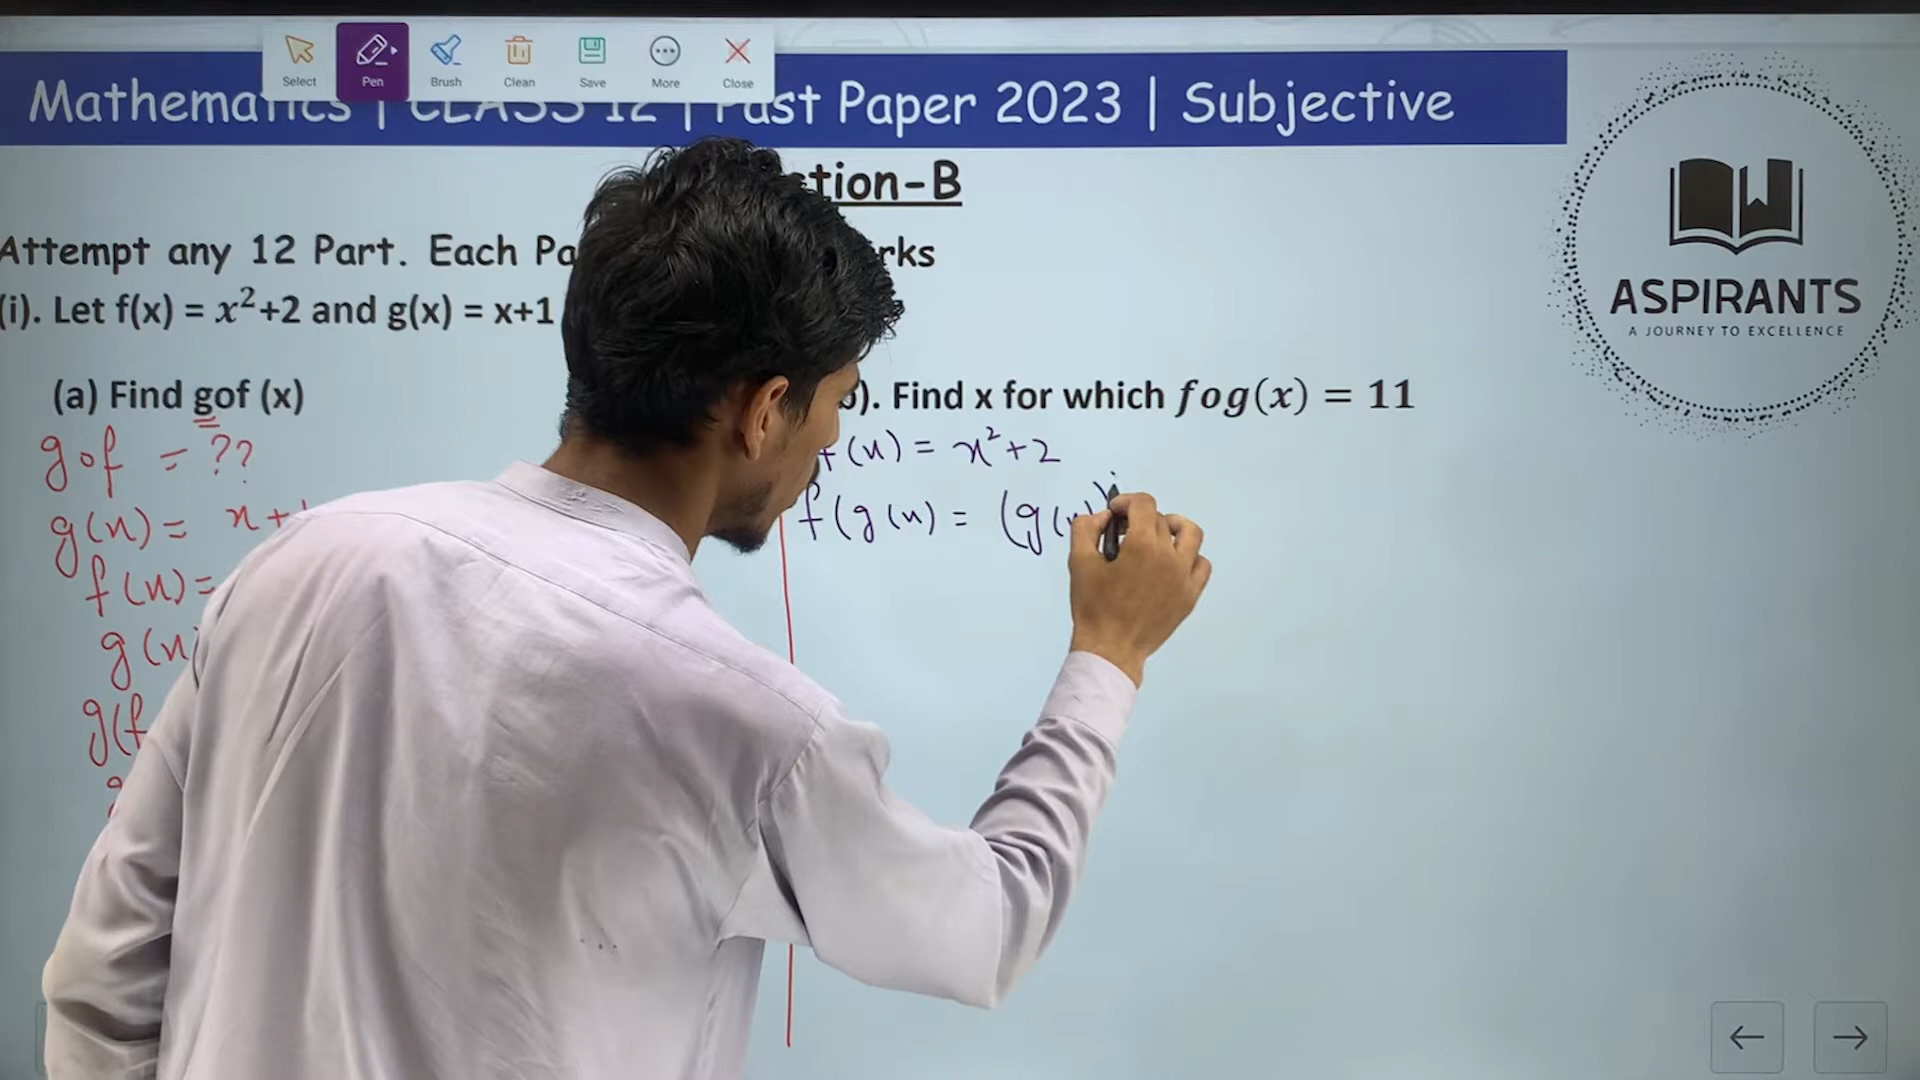 Select Pen Brush Clean Save More Close
Mathematics | CLASS 12 | Past Paper 2023 | Subjective
tion-B
Attempt any 12 Part. Each Pa rks
(i). Let f(x) = x²+2 and g(x) = x+1
(a) Find gof (x)
b). Find x for which fog(x) = 11
gof = ??
g(x) = x+
f(x) =
g(x)
g(f
f(x) = x²+2
f(g(x) = (g(x)
ASPIRANTS
A JOURNEY TO EXCELLENCE